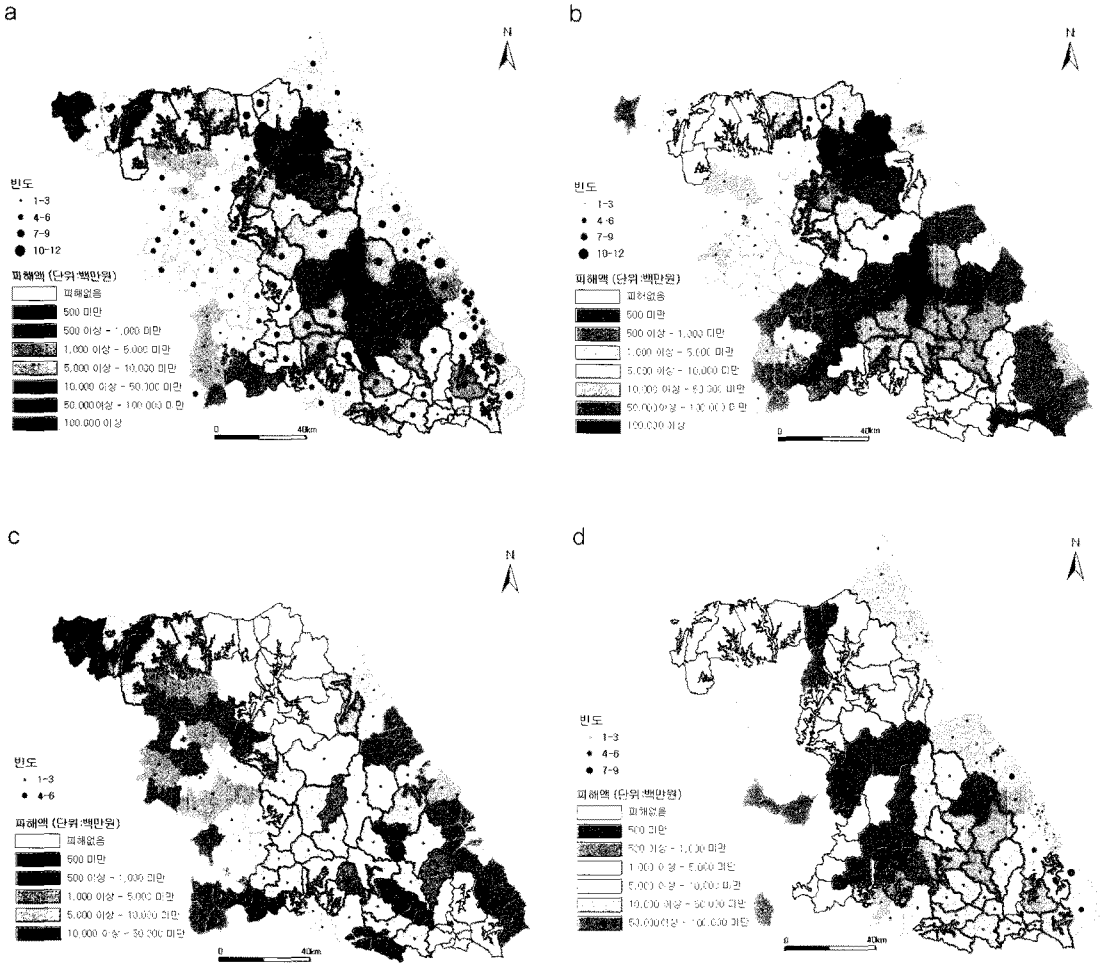 a
N
빈도
1-3
4-6
7-9
10-12
피해액 (단위:백만원)
피해없음
500 미만
500 이상 - 1,000 미만
1,000 이상 - 5,000 미만
5,000 이상 - 10,000 미만
10,000 이상 - 50,000 미만
50,000 이상 - 100,000 미만
100,000 이상
0 40km
b
N
빈도
1-3
4-6
7-9
10-12
피해액 (단위:백만원)
피해없음
500 미만
500 이상 - 1,000 미만
1,000 이상 - 5,000 미만
5,000 이상 - 10,000 미만
10,000 이상 - 50,000 미만
50,000 이상 - 100,000 미만
100,000 이상
0 40km
c
N
빈도
1-3
4-6
피해액 (단위:백만원)
피해없음
500 미만
500 이상 - 1,000 미만
1,000 이상 - 5,000 미만
5,000 이상 - 10,000 미만
10,000 이상 - 50,000 미만
0 40km
d
N
빈도
1-3
4-6
7-9
피해액 (단위:백만원)
피해없음
500 미만
500 이상 - 1,000 미만
1,000 이상 - 5,000 미만
5,000 이상 - 10,000 미만
10,000 이상 - 50,000 미만
50,000 이상 - 100,000 미만
0 40km